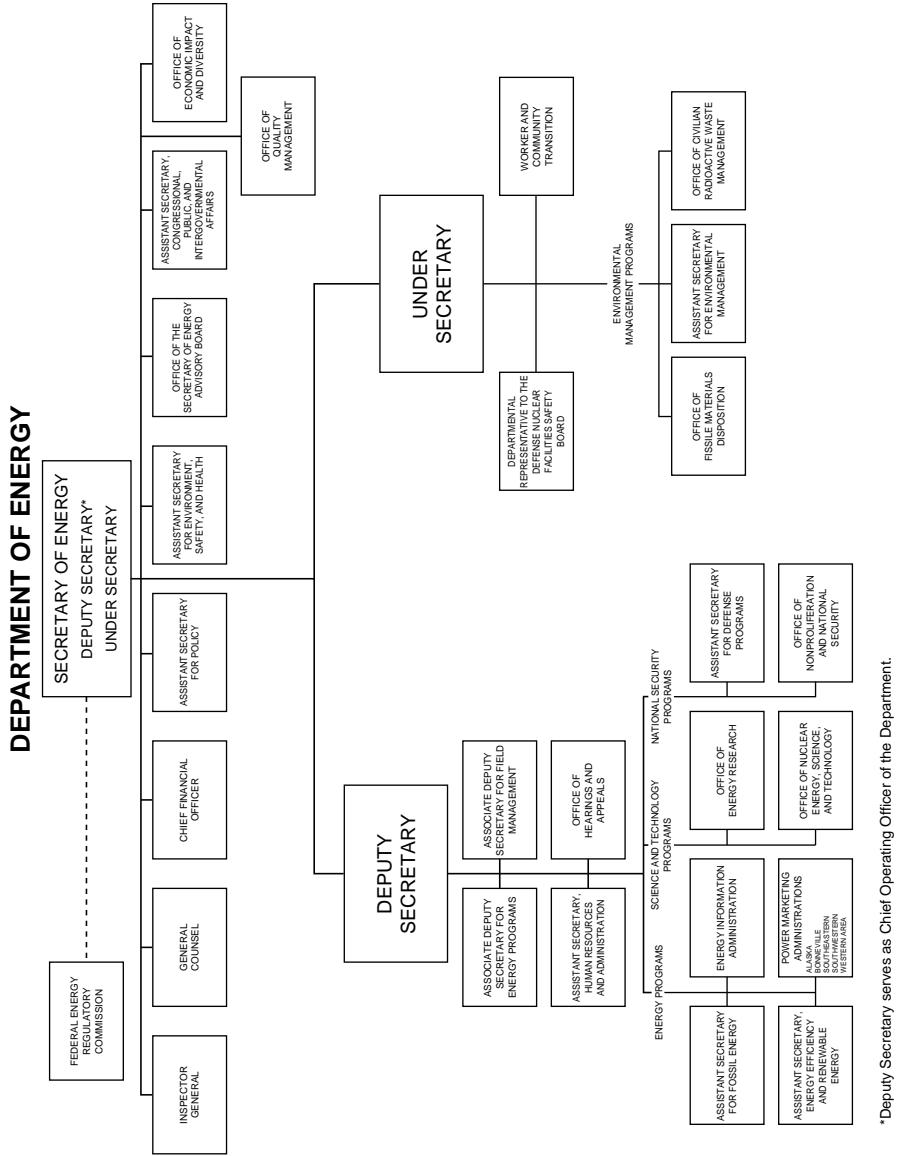 DEPARTMENT OF ENERGY
SECRETARY OF ENERGY
DEPUTY SECRETARY*
UNDER SECRETARY
FEDERAL ENERGY
REGULATORY
COMMISSION
INSPECTOR
GENERAL
GENERAL
COUNSEL
CHIEF FINANCIAL
OFFICER
ASSISTANT SECRETARY
FOR POLICY
ASSISTANT SECRETARY
FOR ENVIRONMENT,
SAFETY, AND HEALTH
OFFICE OF THE
SECRETARY OF ENERGY
ADVISORY BOARD
ASSISTANT SECRETARY,
CONGRESSIONAL,
PUBLIC, AND
INTERGOVERNMENTAL
AFFAIRS
OFFICE OF
ECONOMIC IMPACT
AND DIVERSITY
OFFICE OF
QUALITY
MANAGEMENT
DEPUTY
SECRETARY
ASSOCIATE DEPUTY
SECRETARY FOR
ENERGY PROGRAMS
ASSOCIATE DEPUTY
SECRETARY FOR FIELD
MANAGEMENT
ASSISTANT SECRETARY,
HUMAN RESOURCES
AND ADMINISTRATION
OFFICE OF
HEARINGS AND
APPEALS
ENERGY PROGRAMS
ASSISTANT SECRETARY
FOR FOSSIL ENERGY
ENERGY INFORMATION
ADMINISTRATION
ASSISTANT SECRETARY,
ENERGY EFFICIENCY
AND RENEWABLE
ENERGY
POWER MARKETING
ADMINISTRATIONS
ALASKA
BONNEVILLE
SOUTHEASTERN
SOUTHWESTERN
WESTERN AREA
SCIENCE AND TECHNOLOGY
PROGRAMS
OFFICE OF
ENERGY RESEARCH
OFFICE OF NUCLEAR
ENERGY, SCIENCE,
AND TECHNOLOGY
NATIONAL SECURITY
PROGRAMS
ASSISTANT SECRETARY
FOR DEFENSE
PROGRAMS
OFFICE OF
NONPROLIFERATION
AND NATIONAL
SECURITY
UNDER
SECRETARY
DEPARTMENTAL
REPRESENTATIVE TO THE
DEFENSE NUCLEAR
FACILITIES SAFETY
BOARD
WORKER AND
COMMUNITY
TRANSITION
ENVIRONMENTAL
MANAGEMENT PROGRAMS
OFFICE OF
FISSILE MATERIALS
DISPOSITION
ASSISTANT SECRETARY
FOR ENVIRONMENTAL
MANAGEMENT
OFFICE OF CIVILIAN
RADIOACTIVE WASTE
MANAGEMENT
*Deputy Secretary serves as Chief Operating Officer of the Department.